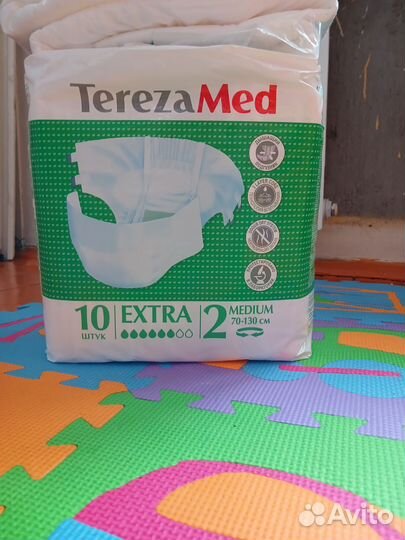 TerezaMed
10
ШТУК
EXTRA
2
MEDIUM
70-130 СМ
Avito